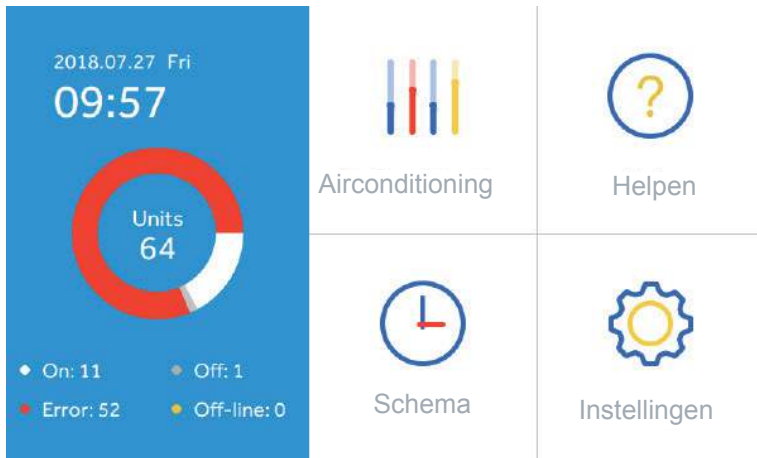 2018.07.27 Fri
09:57
Units
64
On: 11
Off: 1
Error: 52
Off-line: 0
Airconditioning
?
Helpen
Schema
Instellingen